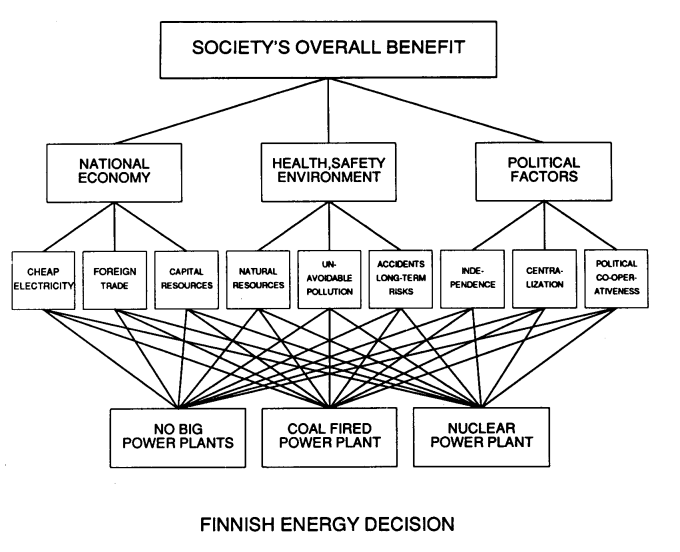 SOCIETY'S OVERALL BENEFIT
NATIONAL
ECONOMY
HEALTH,SAFETY
ENVIRONMENT
POLITICAL
FACTORS
CHEAP
ELECTRICITY
FOREIGN
TRADE
CAPITAL
RESOURCES
NATURAL
RESOURCES
UN-
AVOIDABLE
POLLUTION
ACCIDENTS
LONG-TERM
RISKS
INDE-
PENDENCE
CENTRA-
LIZATION
POLITICAL
CO-OPER-
ATIVENESS
NO BIG
POWER PLANTS
COAL FIRED
POWER PLANT
NUCLEAR
POWER PLANT
FINNISH ENERGY DECISION